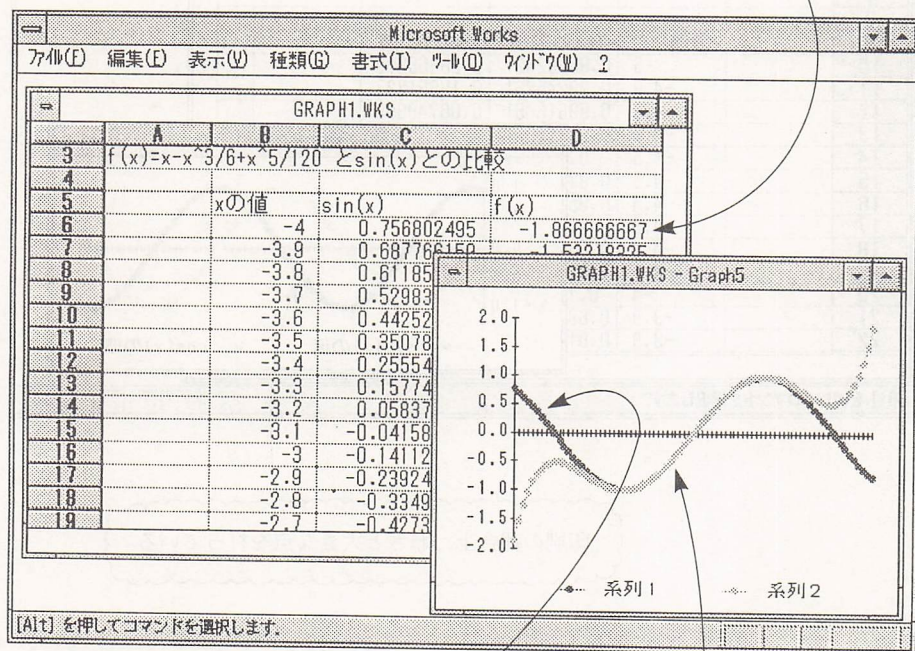 Microsoft Works
ファイル(F) 編集(E) 表示(V) 種類(G) 書式(T) ツール(O) ウィンドウ(W) ?
GRAPH1.WKS
A B C D
3 f(x)=x-x^3/6+x^5/120 とsin(x)との比較
4
5 xの値 sin(x) f(x)
6 -4 0.756802495 -1.866666667
7 -3.9 0.687766159 -1.53218325
8 -3.8 0.61185
9 -3.7 0.52983
10 -3.6 0.44252
11 -3.5 0.35078
12 -3.4 0.25554
13 -3.3 0.15774
14 -3.2 0.05837
15 -3.1 -0.04158
16 -3 -0.14112
17 -2.9 -0.23924
18 -2.8 -0.3349
19 -2.7 -0.4273
GRAPH1.WKS - Graph5
2.0
1.5
1.0
0.5
0.0
-0.5
-1.0
-1.5
-2.0
系列1 系列2
[Alt] を押してコマンドを選択します.